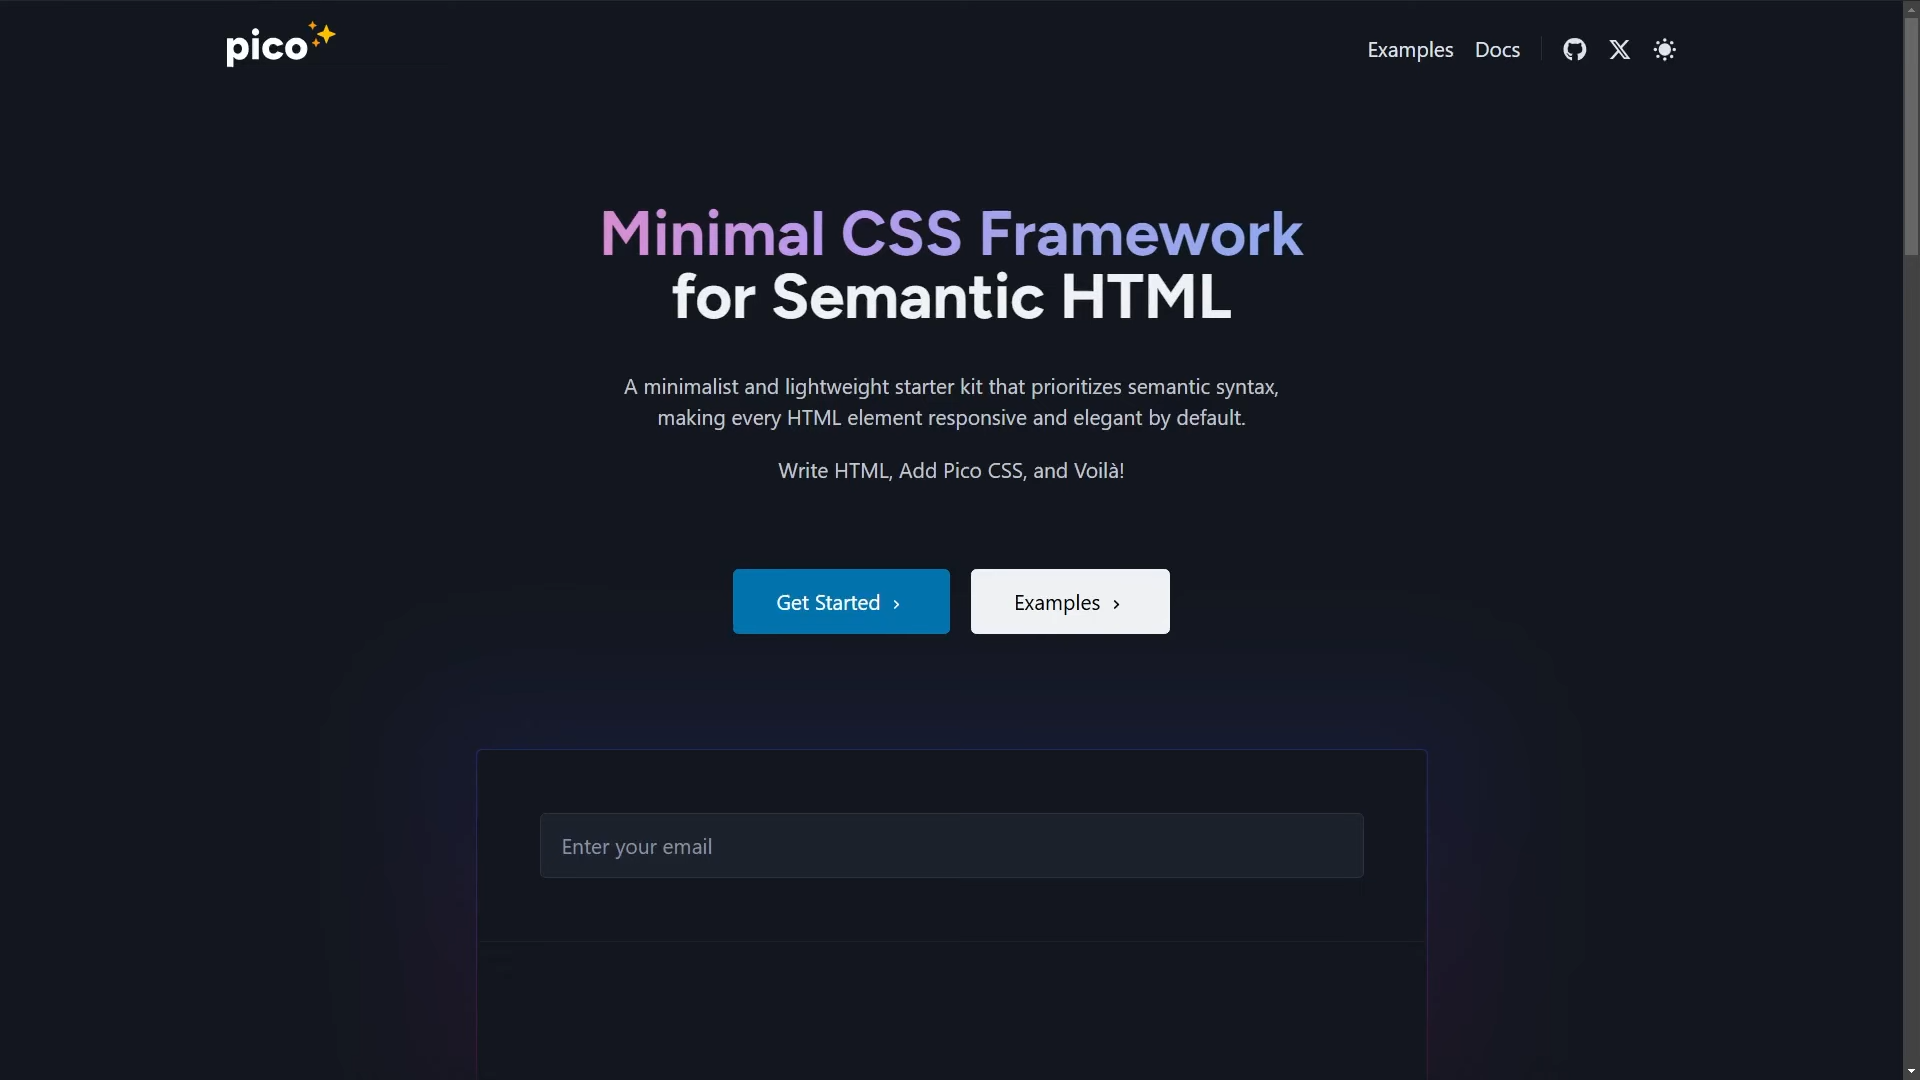 pico
Examples Docs
Minimal CSS Framework
for Semantic HTML
A minimalist and lightweight starter kit that prioritizes semantic syntax,
making every HTML element responsive and elegant by default.
Write HTML, Add Pico CSS, and Voilà!
Get Started ›
Examples ›
Enter your email